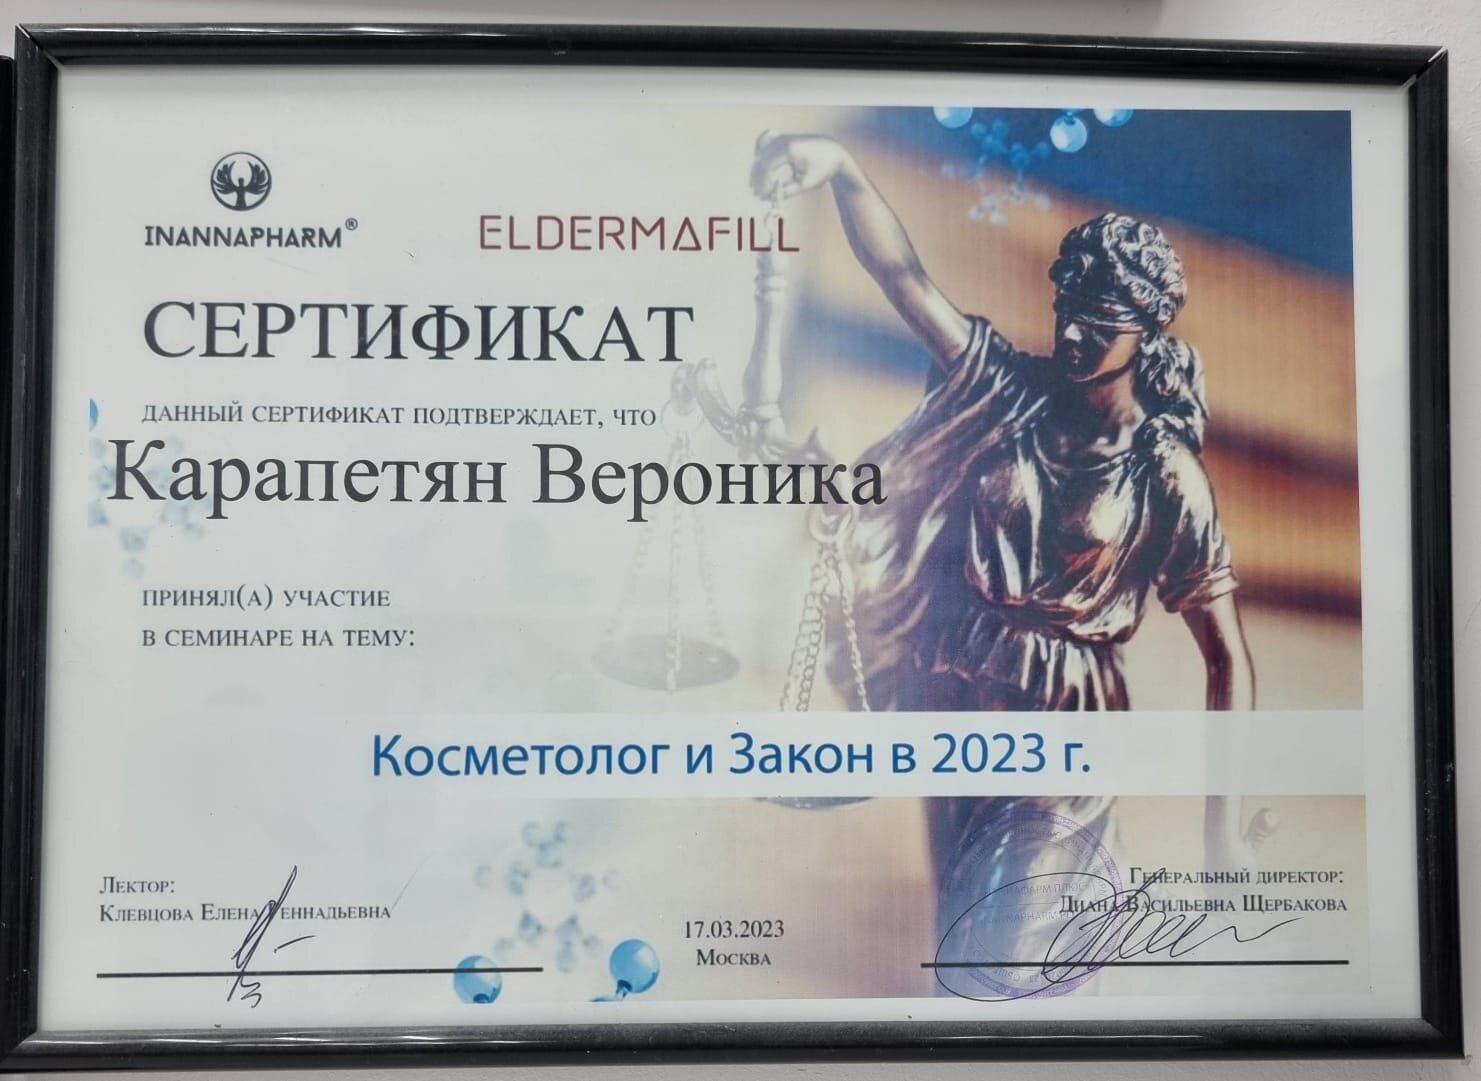 INANNAPHARM®
ELDERMAFILL
СЕРТИФИКАТ
ДАННЫЙ СЕРТИФИКАТ ПОДТВЕРЖДАЕТ, ЧТО
Карапетян Вероника
ПРИНЯЛ(А) УЧАСТИЕ
В СЕМИНАРЕ НА ТЕМУ:
Косметолог и Закон в 2023 г.
ЛЕКТОР:
КЛЕВЦОВА ЕЛЕНА ГЕННАДЬЕВНА
17.03.2023
МОСКВА
ГЕНЕРАЛЬНЫЙ ДИРЕКТОР:
ДИАНА ВАСИЛЬЕВНА ЩЕРБАКОВА